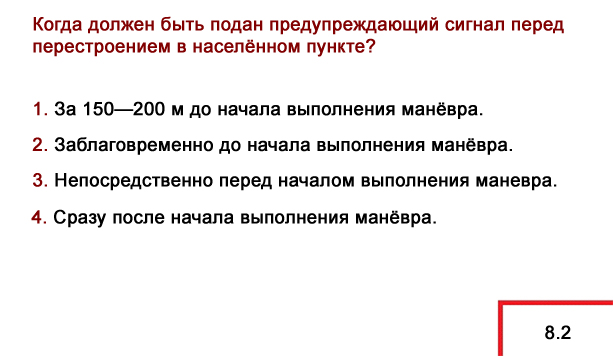 Когда должен быть подан предупреждающий сигнал перед
перестроением в населённом пункте?
1. За 150—200 м до начала выполнения манёвра.
2. Заблаговременно до начала выполнения манёвра.
3. Непосредственно перед началом выполнения маневра.
4. Сразу после начала выполнения манёвра.
8.2